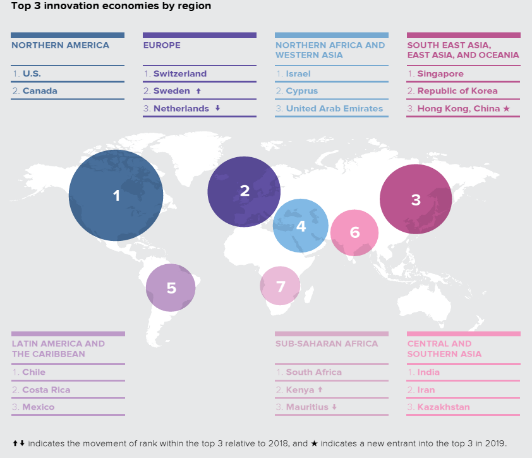 Top 3 innovation economies by region
NORTHERN AMERICA
1. U.S.
2. Canada
EUROPE
1. Switzerland
2. Sweden ⬆
3. Netherlands ⬇
NORTHERN AFRICA AND
WESTERN ASIA
1. Israel
2. Cyprus
3. United Arab Emirates
SOUTH EAST ASIA,
EAST ASIA, AND OCEANIA
1. Singapore
2. Republic of Korea
3. Hong Kong, China ★
1
2
3
4
5
6
7
LATIN AMERICA AND
THE CARIBBEAN
1. Chile
2. Costa Rica
3. Mexico
SUB-SAHARAN AFRICA
1. South Africa
2. Kenya ⬆
3. Mauritius ⬇
CENTRAL AND
SOUTHERN ASIA
1. India
2. Iran
3. Kazakhstan
⬆⬇ indicates the movement of rank within the top 3 relative to 2018, and ★ indicates a new entrant into the top 3 in 2019.